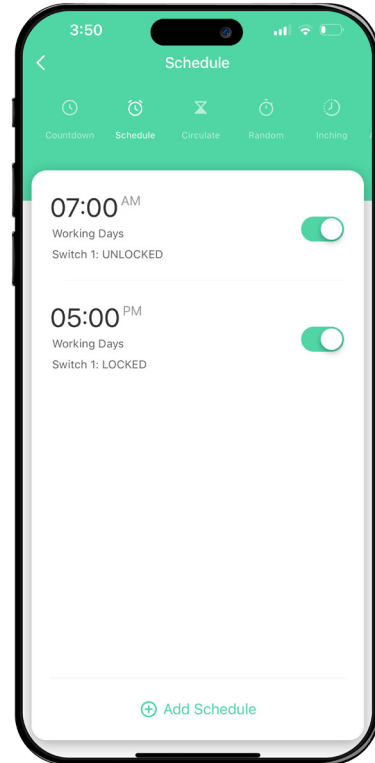 3:50
Schedule
Countdown Schedule Circulate Random Inching
07:00 AM
Working Days
Switch 1: UNLOCKED
05:00 PM
Working Days
Switch 1: LOCKED
Add Schedule